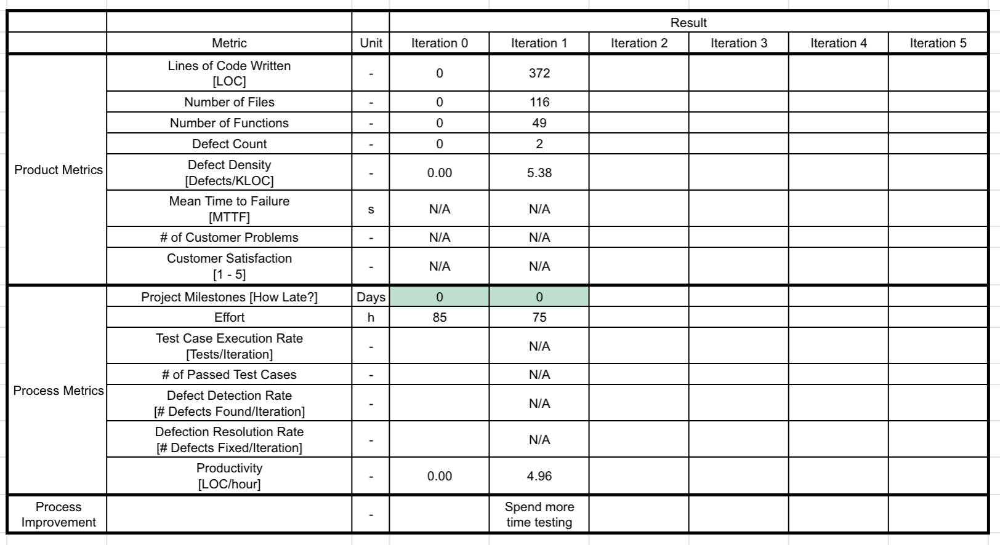 Result
Metric Unit Iteration 0 Iteration 1 Iteration 2 Iteration 3 Iteration 4 Iteration 5
Product Metrics
Lines of Code Written
[LOC] - 0 372
Number of Files - 0 116
Number of Functions - 0 49
Defect Count - 0 2
Defect Density
[Defects/KLOC] - 0.00 5.38
Mean Time to Failure
[MTTF] s N/A N/A
# of Customer Problems - N/A N/A
Customer Satisfaction
[1 - 5] - N/A N/A
Process Metrics
Project Milestones [How Late?] Days 0 0
Effort h 85 75
Test Case Execution Rate
[Tests/Iteration] - N/A
# of Passed Test Cases - N/A
Defect Detection Rate
[# Defects Found/Iteration] - N/A
Defection Resolution Rate
[# Defects Fixed/Iteration] - N/A
Productivity
[LOC/hour] - 0.00 4.96
Process
Improvement
-
Spend more
time testing